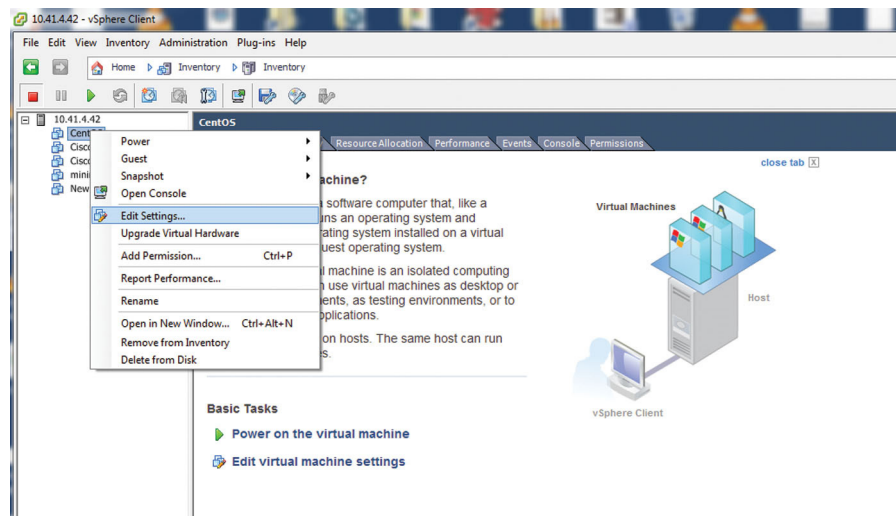 10.41.4.42 - vSphere Client
File Edit View Inventory Administration Plug-ins Help
Home Inventory Inventory
10.41.4.42
CentOS
Cent
Cisc
Cisc
mini
New
Resource Allocation Performance Events Console Permissions
close tab
Power
Guest
Snapshot
Open Console
Edit Settings...
Upgrade Virtual Hardware
Add Permission... Ctrl+P
Report Performance...
Rename
Open in New Window... Ctrl+Alt+N
Remove from Inventory
Delete from Disk
achine?
software computer that, like a
uns an operating system and
rating system installed on a virtual
uest operating system.
l machine is an isolated computing
n use virtual machines as desktop or
ents, as testing environments, or to
pplications.
on hosts. The same host can run
s.
Virtual Machines
Host
vSphere Client
Basic Tasks
Power on the virtual machine
Edit virtual machine settings